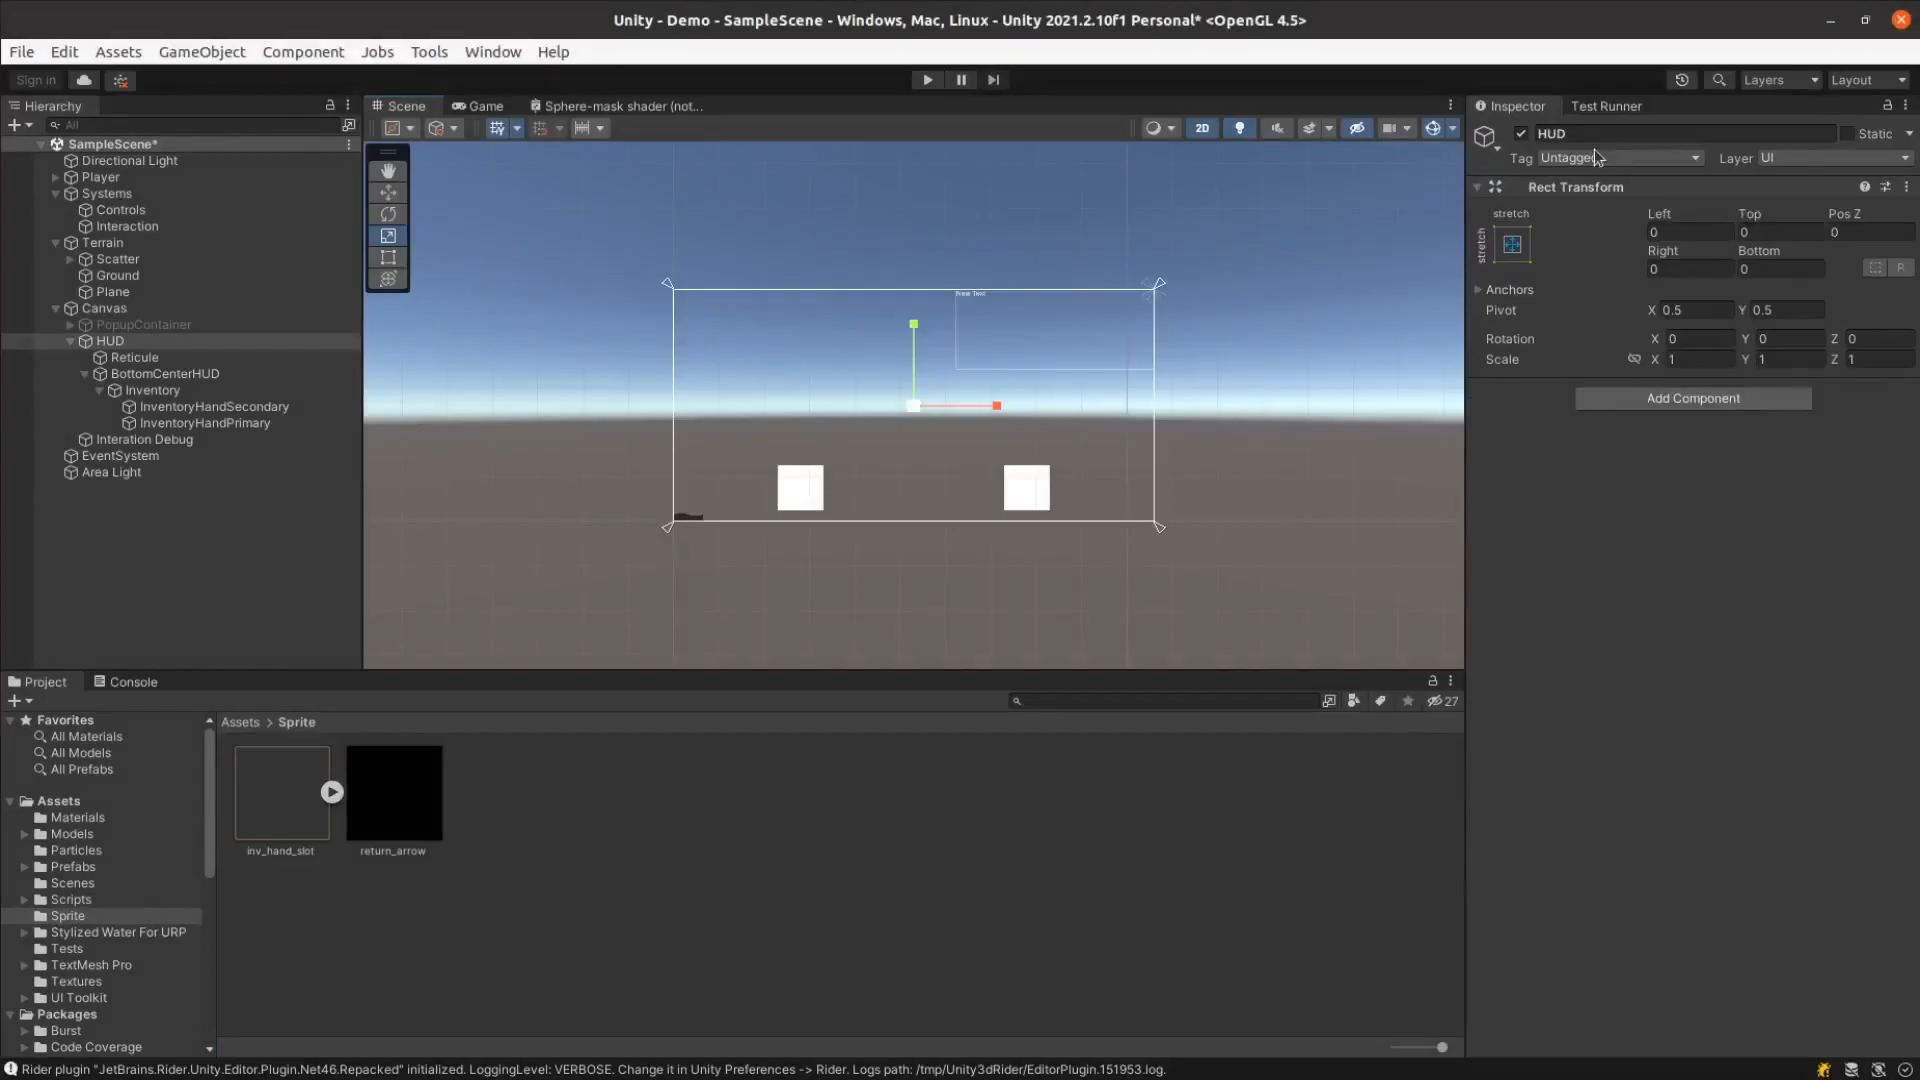 Unity - Demo - SampleScene - Windows, Mac, Linux - Unity 2021.2.10f1 Personal* <OpenGL 4.5>
File Edit Assets GameObject Component Jobs Tools Window Help
Sign in Layers Layout
Hierarchy
All
SampleScene*
Directional Light
Player
Systems
Controls
Interaction
Terrain
Scatter
Ground
Plane
Canvas
PopupContainer
HUD
Reticule
BottomCenterHUD
Inventory
InventoryHandSecondary
InventoryHandPrimary
Interation Debug
EventSystem
Area Light
Scene Game Sphere-mask shader (not...
2D
New Text
Inspector Test Runner
HUD Static
Tag Untagged Layer UI
Rect Transform
stretch Left Top Pos Z
stretch
0 0 0
Right Bottom
0 0 R
Anchors
Pivot X 0.5 Y 0.5
Rotation X 0 Y 0 Z 0
Scale X 1 Y 1 Z 1
Add Component
Project Console
27
Favorites
All Materials
All Models
All Prefabs
Assets
Materials
Models
Particles
Prefabs
Scenes
Scripts
Sprite
Stylized Water For URP
Tests
TextMesh Pro
Textures
UI Toolkit
Packages
Burst
Code Coverage
Assets > Sprite
inv_hand_slot return_arrow
Rider plugin "JetBrains.Rider.Unity.Editor.Plugin.Net46.Repacked" initialized. LoggingLevel: VERBOSE. Change it in Unity Preferences -> Rider. Logs path: /tmp/Unity3dRider/EditorPlugin.151953.log.